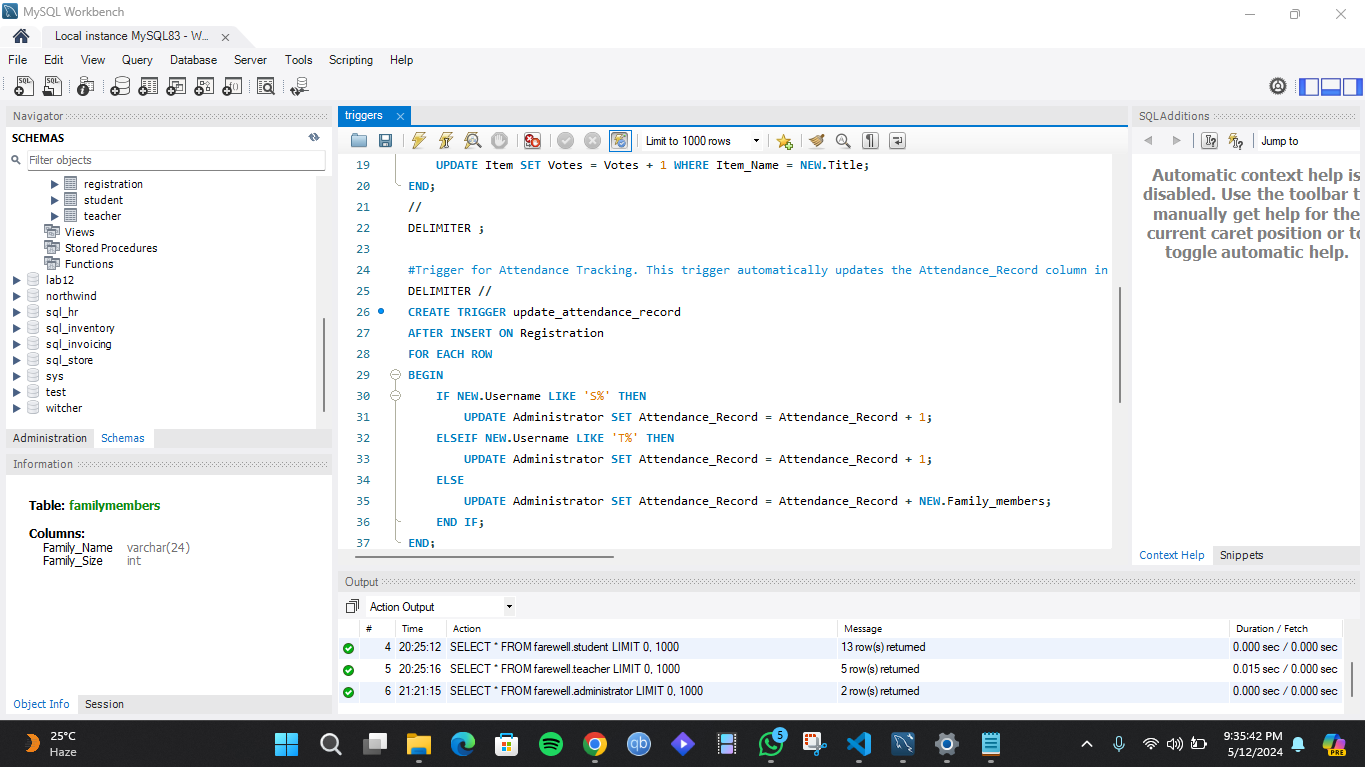 MySQL Workbench
Local instance MySQL83 - W...
File Edit View Query Database Server Tools Scripting Help
Navigator
SCHEMAS
Filter objects
registration
student
teacher
Views
Stored Procedures
Functions
lab12
northwind
sql_hr
sql_inventory
sql_invoicing
sql_store
sys
test
witcher
Administration Schemas
Information
Table: familymembers
Columns:
Family_Name varchar(24)
Family_Size int
Object Info Session
triggers
Limit to 1000 rows
19 UPDATE Item SET Votes = Votes + 1 WHERE Item_Name = NEW.Title;
20 END;
21 //
22 DELIMITER ;
23
24 #Trigger for Attendance Tracking. This trigger automatically updates the Attendance_Record column in
25 DELIMITER //
26 CREATE TRIGGER update_attendance_record
27 AFTER INSERT ON Registration
28 FOR EACH ROW
29 BEGIN
30 IF NEW.Username LIKE 'S%' THEN
31 UPDATE Administrator SET Attendance_Record = Attendance_Record + 1;
32 ELSEIF NEW.Username LIKE 'T%' THEN
33 UPDATE Administrator SET Attendance_Record = Attendance_Record + 1;
34 ELSE
35 UPDATE Administrator SET Attendance_Record = Attendance_Record + NEW.Family_members;
36 END IF;
37 END;
SQLAdditions
Jump to
Automatic context help is
disabled. Use the toolbar t
manually get help for the
current caret position or to
toggle automatic help.
Context Help Snippets
Output
Action Output
# Time Action Message Duration / Fetch
4 20:25:12 SELECT * FROM farewell.student LIMIT 0, 1000 13 row(s) returned 0.000 sec / 0.000 sec
5 20:25:16 SELECT * FROM farewell.teacher LIMIT 0, 1000 5 row(s) returned 0.015 sec / 0.000 sec
6 21:21:15 SELECT * FROM farewell.administrator LIMIT 0, 1000 2 row(s) returned 0.000 sec / 0.000 sec
25°C
Haze
qb
5
9:35:42 PM
5/12/2024
PRE